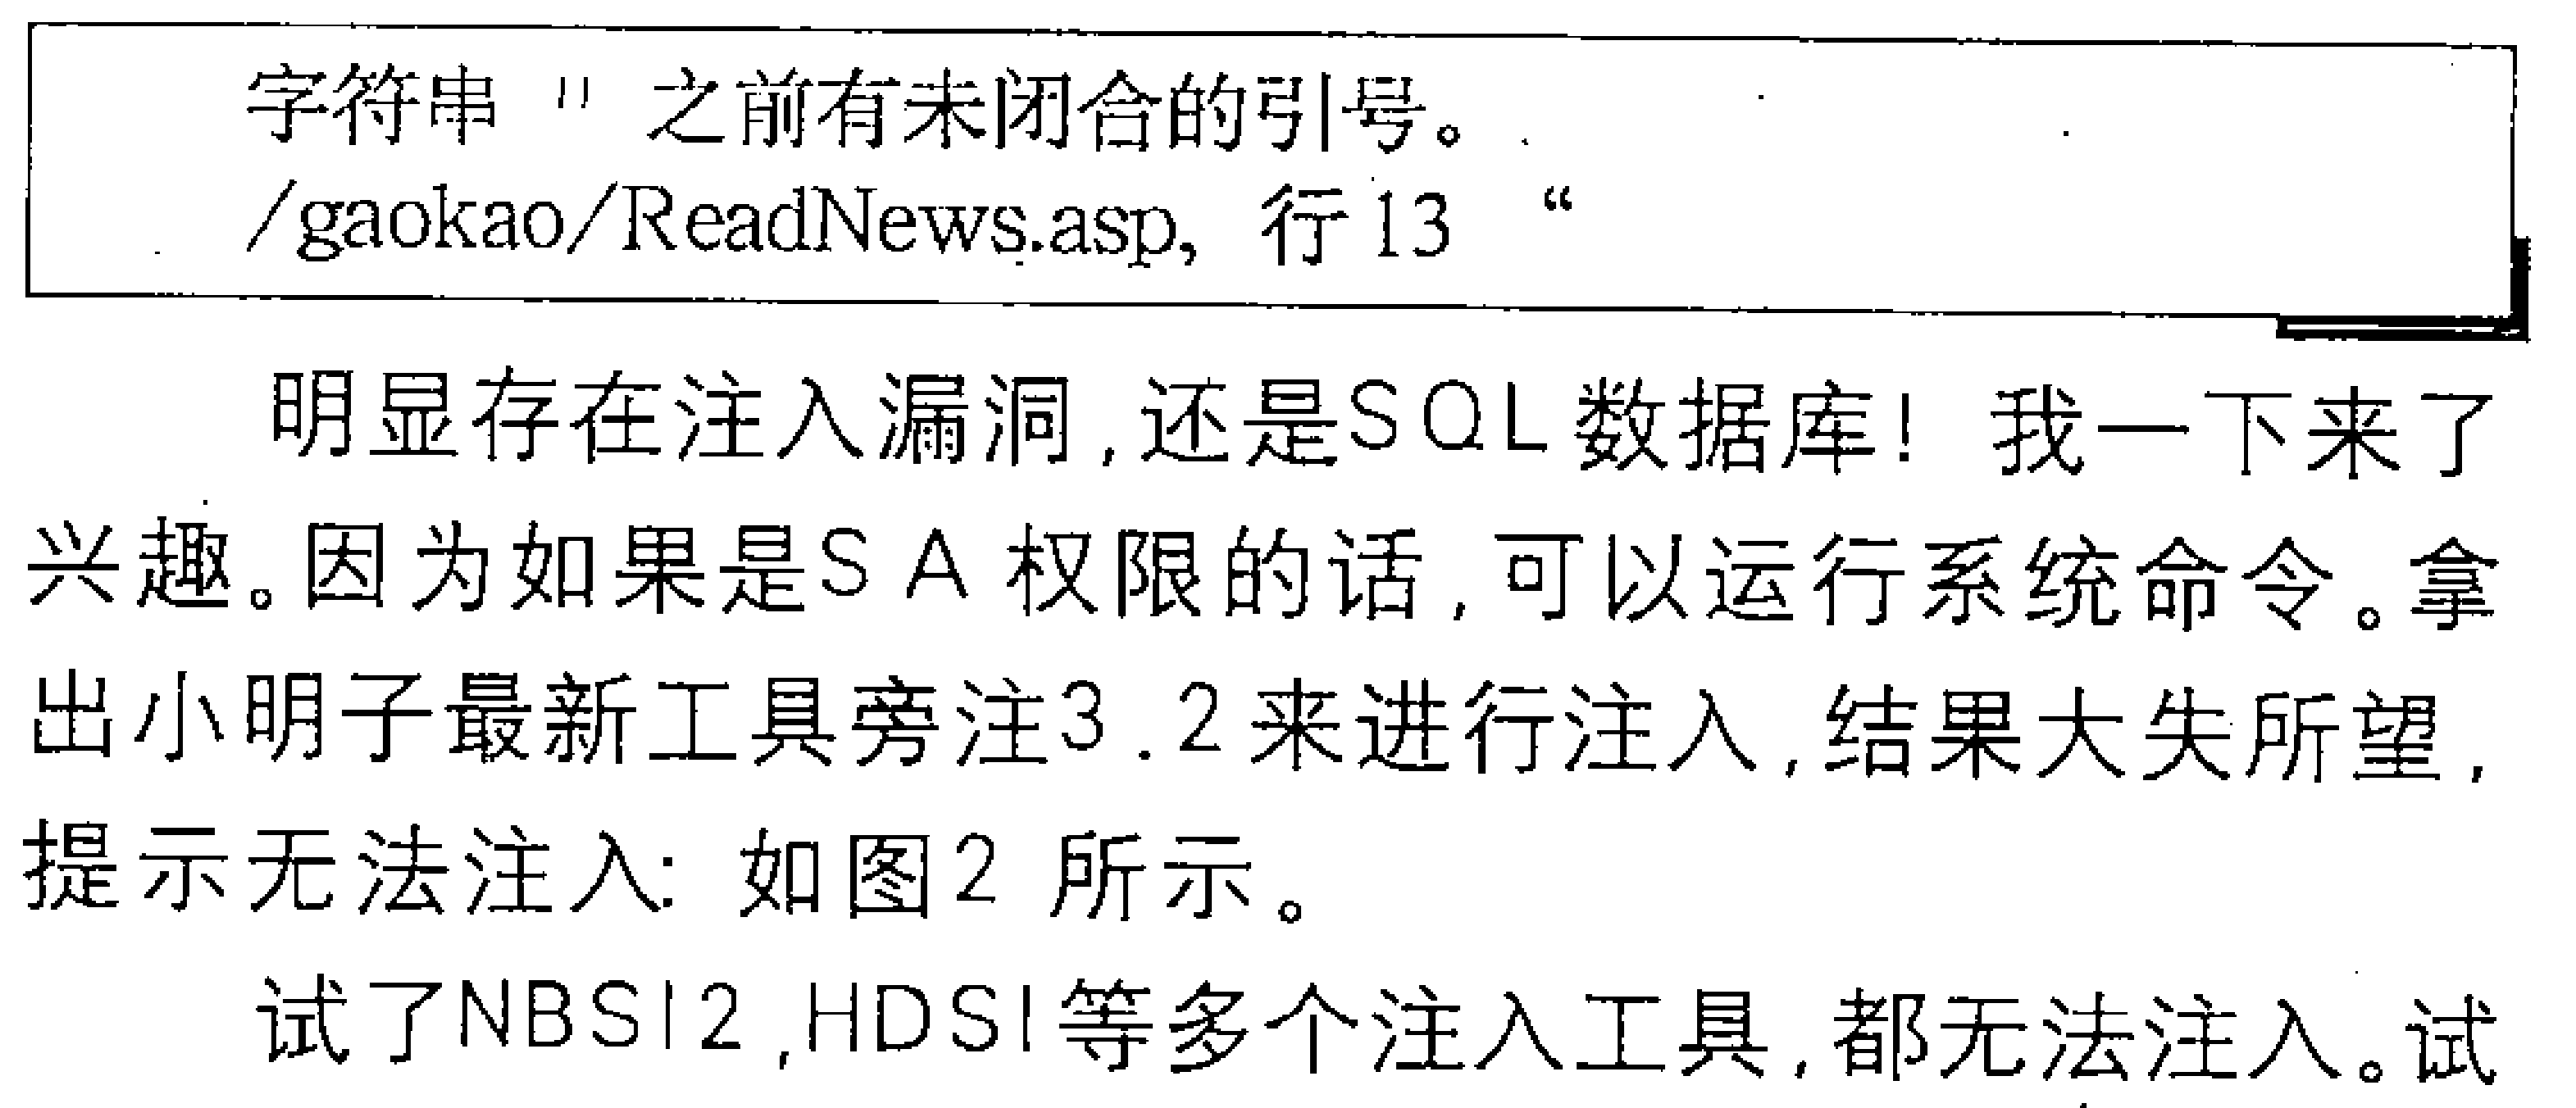 字符串 '' 之前有未闭合的引号。
/gaokao/ReadNews.asp, 行13 “
明显存在注入漏洞,还是SQL数据库! 我一下来了
兴趣。因为如果是SA权限的话,可以运行系统命令。拿
出小明子最新工具旁注3.2来进行注入,结果大失所望,
提示无法注入: 如图2 所示。
试了NBSI2,HDSI等多个注入工具,都无法注入。试